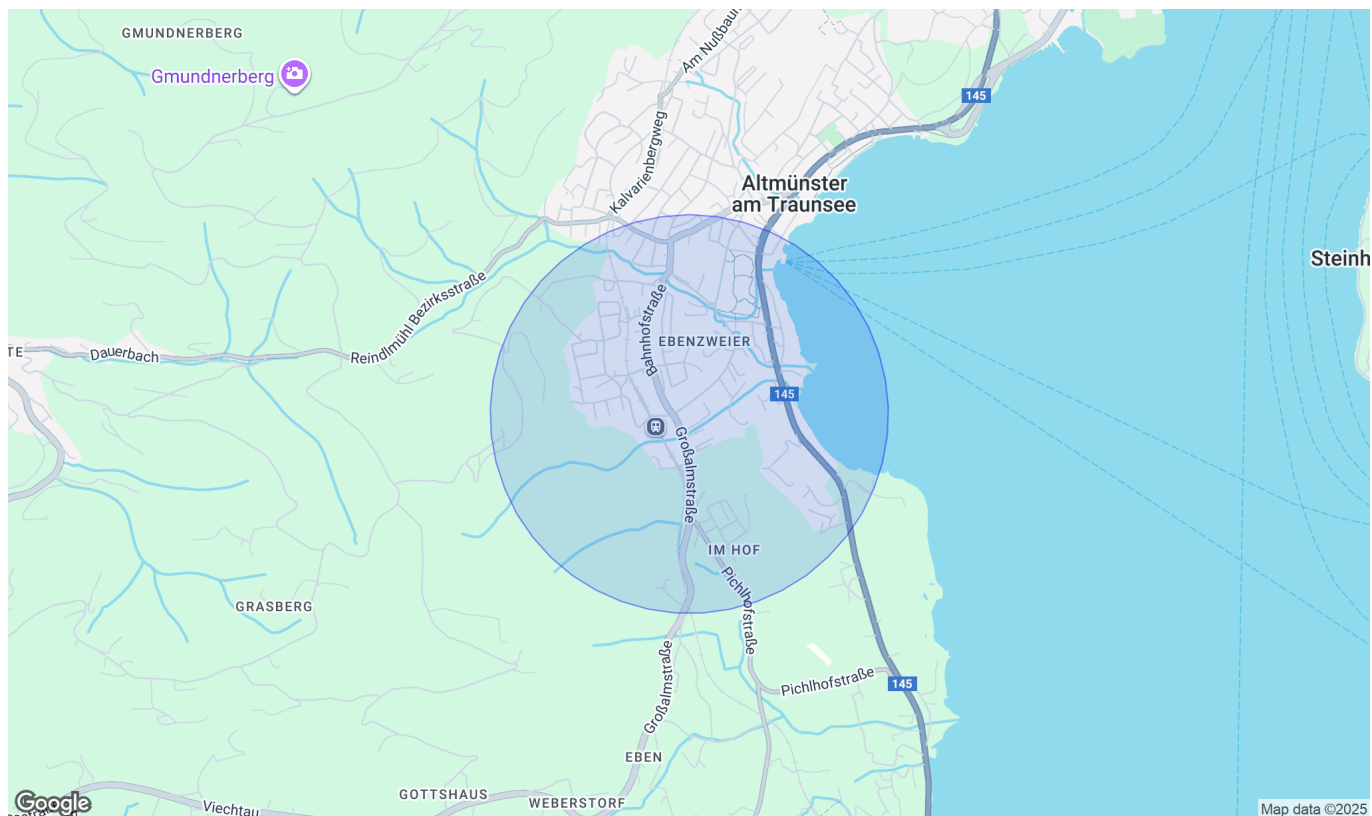 GMUNDNERBERG
Gmundnerberg
Am Nußbaum
145
Kalvarienbergweg
Altmünster
am Traunsee
Steinh
Reindlmühl Bezirksstraße
Bahnhofstraße
EBENZWEIER
TE
Dauerbach
145
Großalmstraße
IM HOF
Pichlhofstraße
GRASBERG
Großalmstraße
Pichlhofstraße
145
EBEN
GOTTSHAUS
WEBERSTORF
Viechtau
Google
Map data ©2025